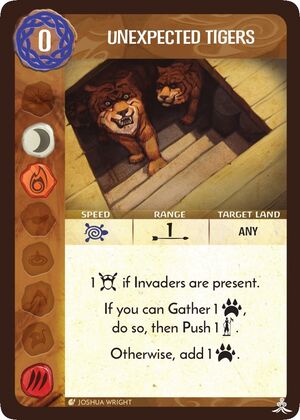 0
UNEXPECTED TIGERS
SPEED RANGE TARGET LAND
1 ANY
1 if Invaders are present.
If you can Gather 1 ,
do so, then Push 1 .
Otherwise, add 1 .
JOSHUA WRIGHT